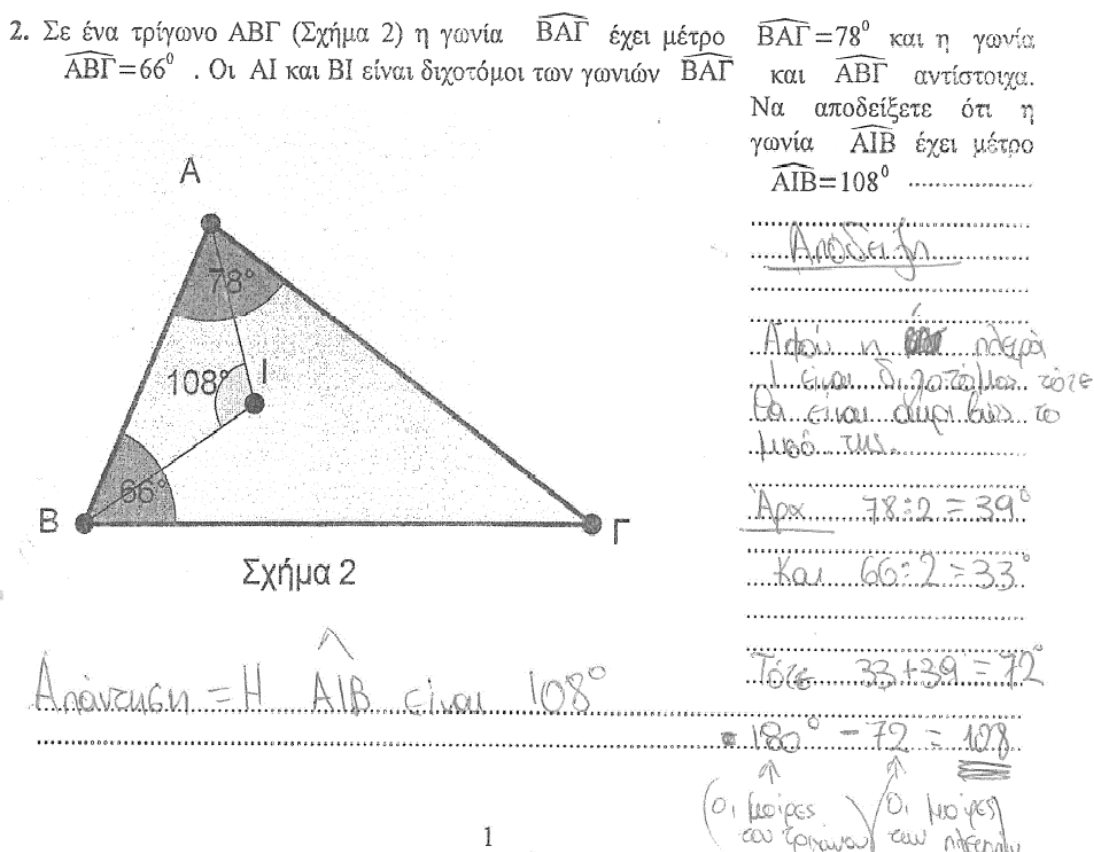 2. Σε ένα τρίγωνο ΑΒΓ (Σχήμα 2) η γωνία ΒΑΓ έχει μέτρο ΒΑΓ=78⁰ και η γωνία
ΑΒΓ=66⁰ . Οι ΑΙ και ΒΙ είναι διχοτόμοι των γωνιών ΒΑΓ και ΑΒΓ αντίστοιχα.
Να αποδείξετε ότι η
γωνία ΑΙΒ έχει μέτρο
ΑΙΒ=108⁰
Απόδειξη
Αφού η πλευρά
Ι είναι διχοτόμος τότε
θα είναι ακριβώς το
μισό της.
Άρα 78÷2=39°
Και 66÷2=33°
Τότε 33+39=72°
180° - 72 = 108
(Οι μοίρες του τριγώνου)
(Οι μοίρες των πλευρών
Α
78°
108°
Ι
66°
Β
Γ
Σχήμα 2
Απάντηση = Η ΑΙΒ είναι 108°
1